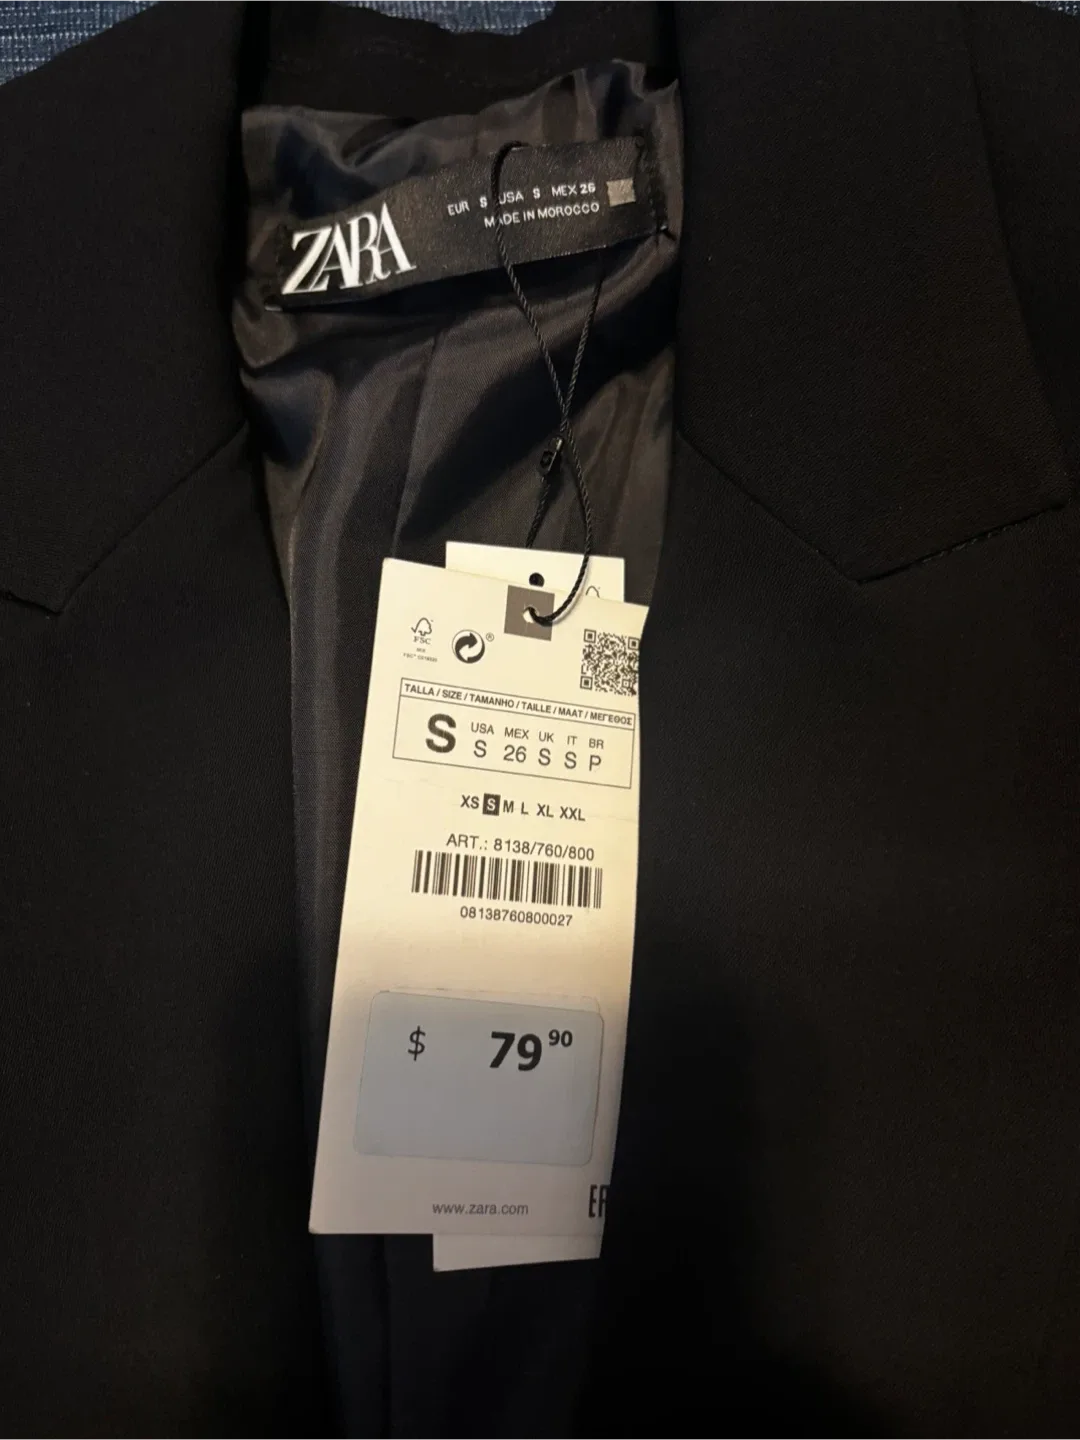 EUR S USA S MEX 26
MADE IN MOROCCO
ZARA
FSC
®
TALLA / SIZE / TAMANHO / TAILLE / MAAT / ΜΕΓΕΘΟΣ
S
USA MEX UK IT BR
S 26 S S P
XS S M L XL XXL
ART.: 8138/760/800
08138760800027
$ 79 90
www.zara.com